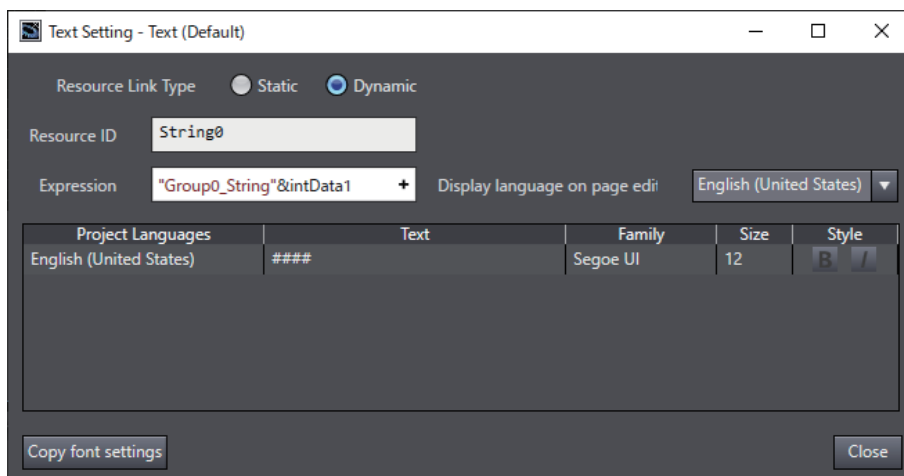 Text Setting - Text (Default)
Resource Link Type Static Dynamic
Resource ID String0
Expression "Group0_String"&intData1 + Display language on page edit English (United States)
Project Languages Text Family Size Style
English (United States) #### Segoe UI 12 B I
Copy font settings Close